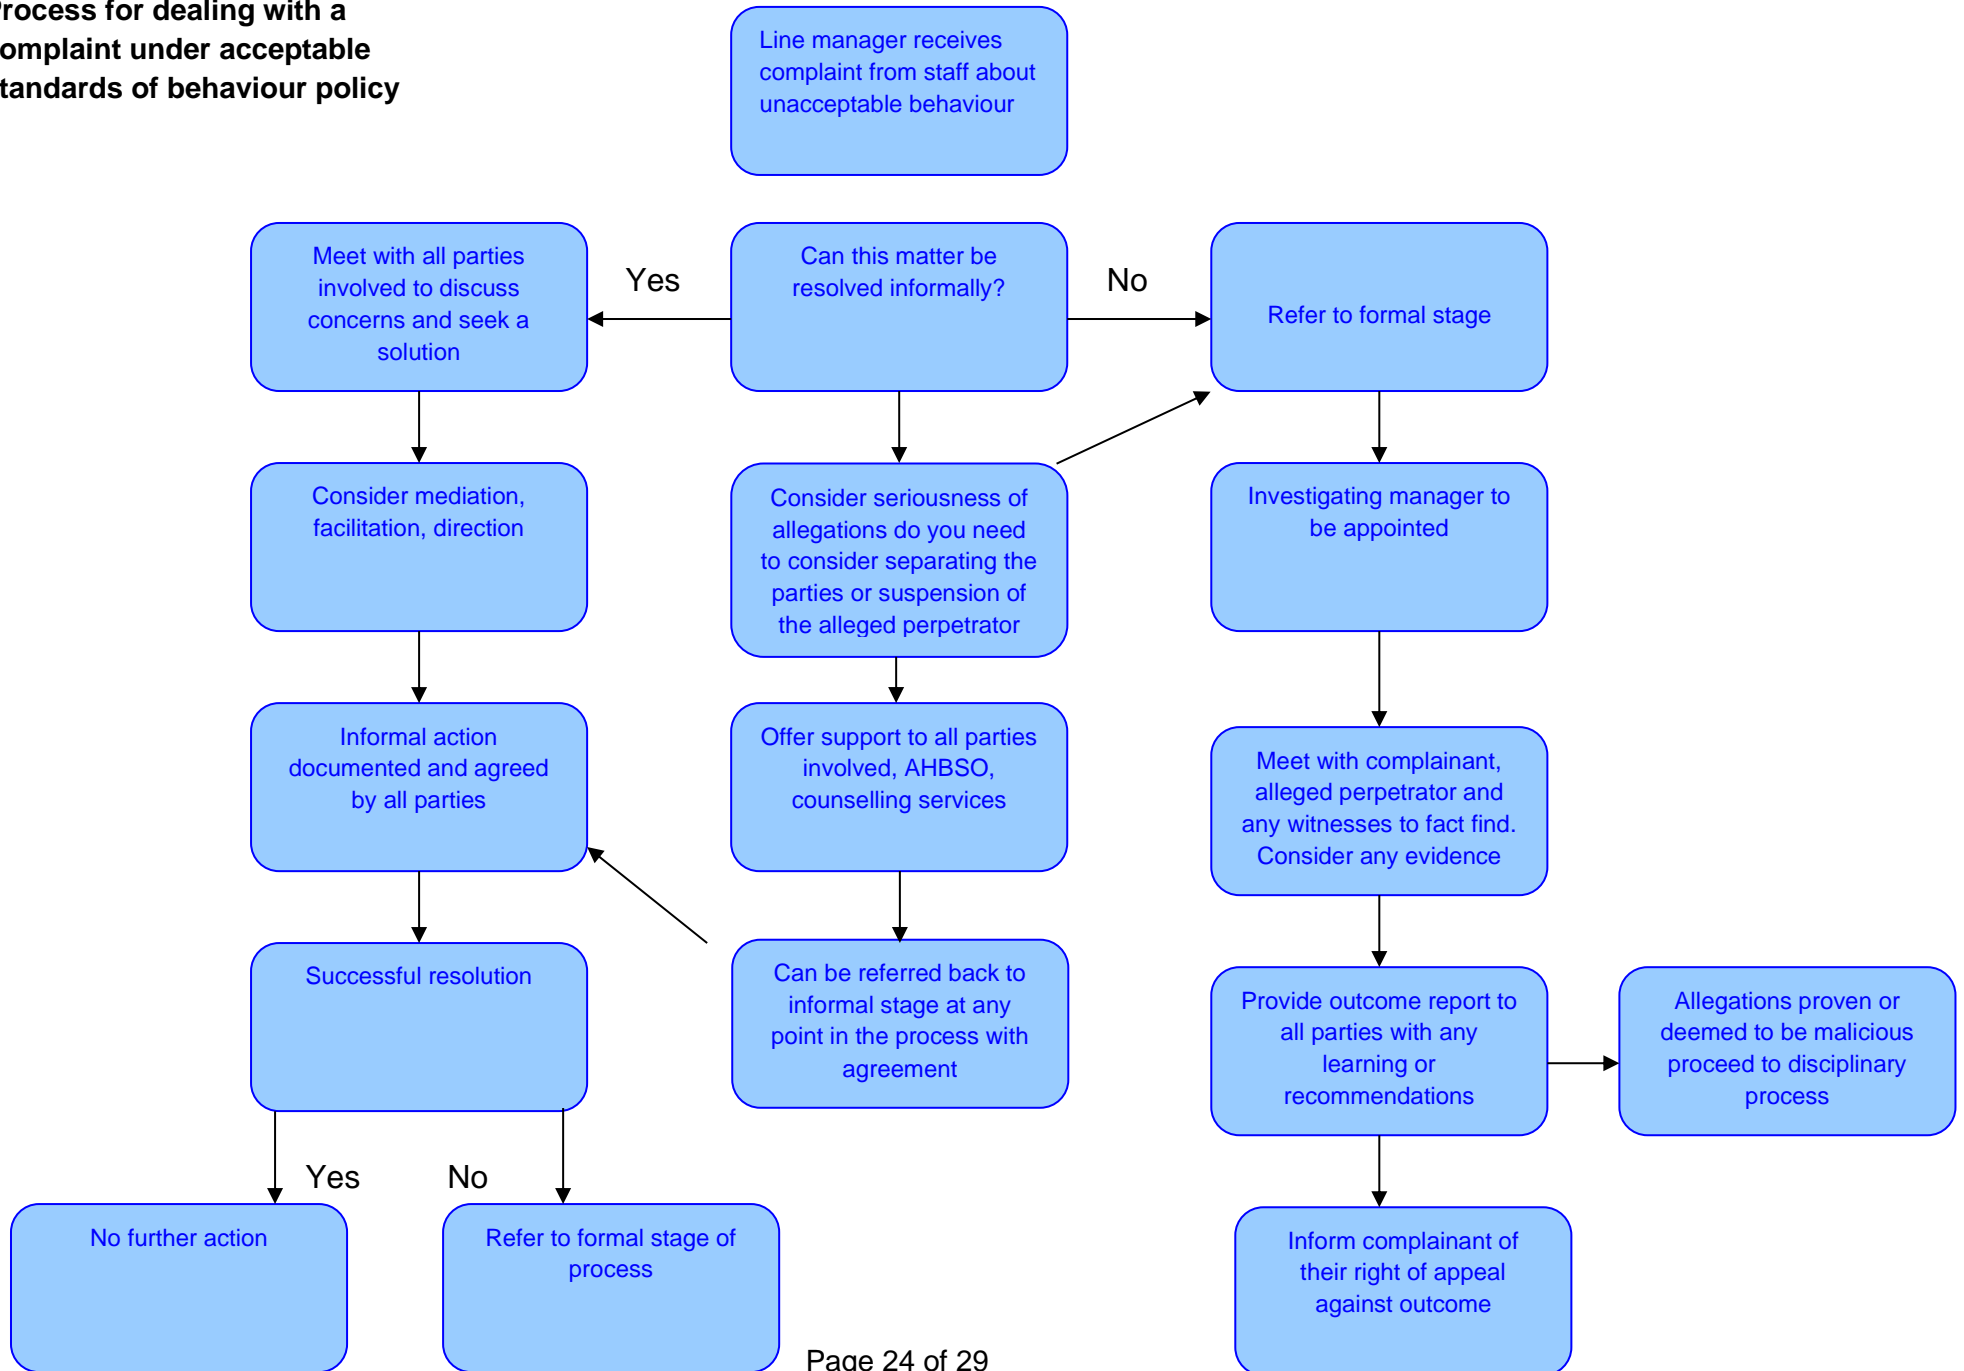 Process for dealing with a
complaint under acceptable
standards of behaviour policy
Line manager receives
complaint from staff about
unacceptable behaviour
Meet with all parties
involved to discuss
concerns and seek a
solution
Yes
Can this matter be
resolved informally?
No
Refer to formal stage
Consider mediation,
facilitation, direction
Consider seriousness of
allegations do you need
to consider separating the
parties or suspension of
the alleged perpetrator
Investigating manager to
be appointed
Informal action
documented and agreed
by all parties
Offer support to all parties
involved, AHBSO,
counselling services
Meet with complainant,
alleged perpetrator and
any witnesses to fact find.
Consider any evidence
Successful resolution
Can be referred back to
informal stage at any
point in the process with
agreement
Provide outcome report to
all parties with any
learning or
recommendations
Allegations proven or
deemed to be malicious
proceed to disciplinary
process
Yes
No
No further action
Refer to formal stage of
process
Inform complainant of
their right of appeal
against outcome
Page 24 of 29